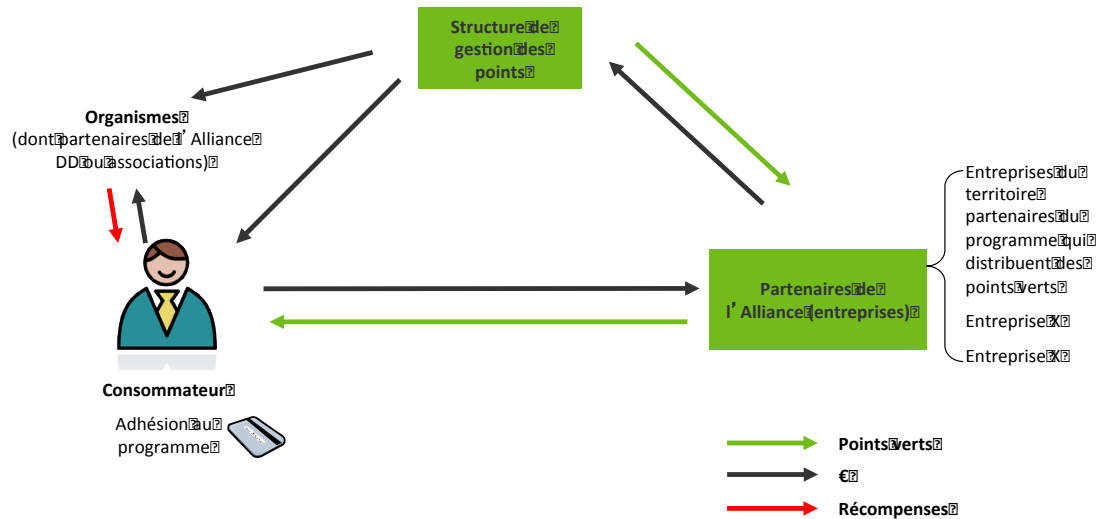 Structure de
gestion des
points
Organismes
(dont partenaires de l'Alliance
DD ou associations)
Entreprises du
territoire
partenaires du
programme qui
distribuent des
points verts
Entreprise X
Entreprise X
Partenaires de
l'Alliance (entreprises)
Consommateur
Adhésion au
programme
Points verts
€
Récompenses